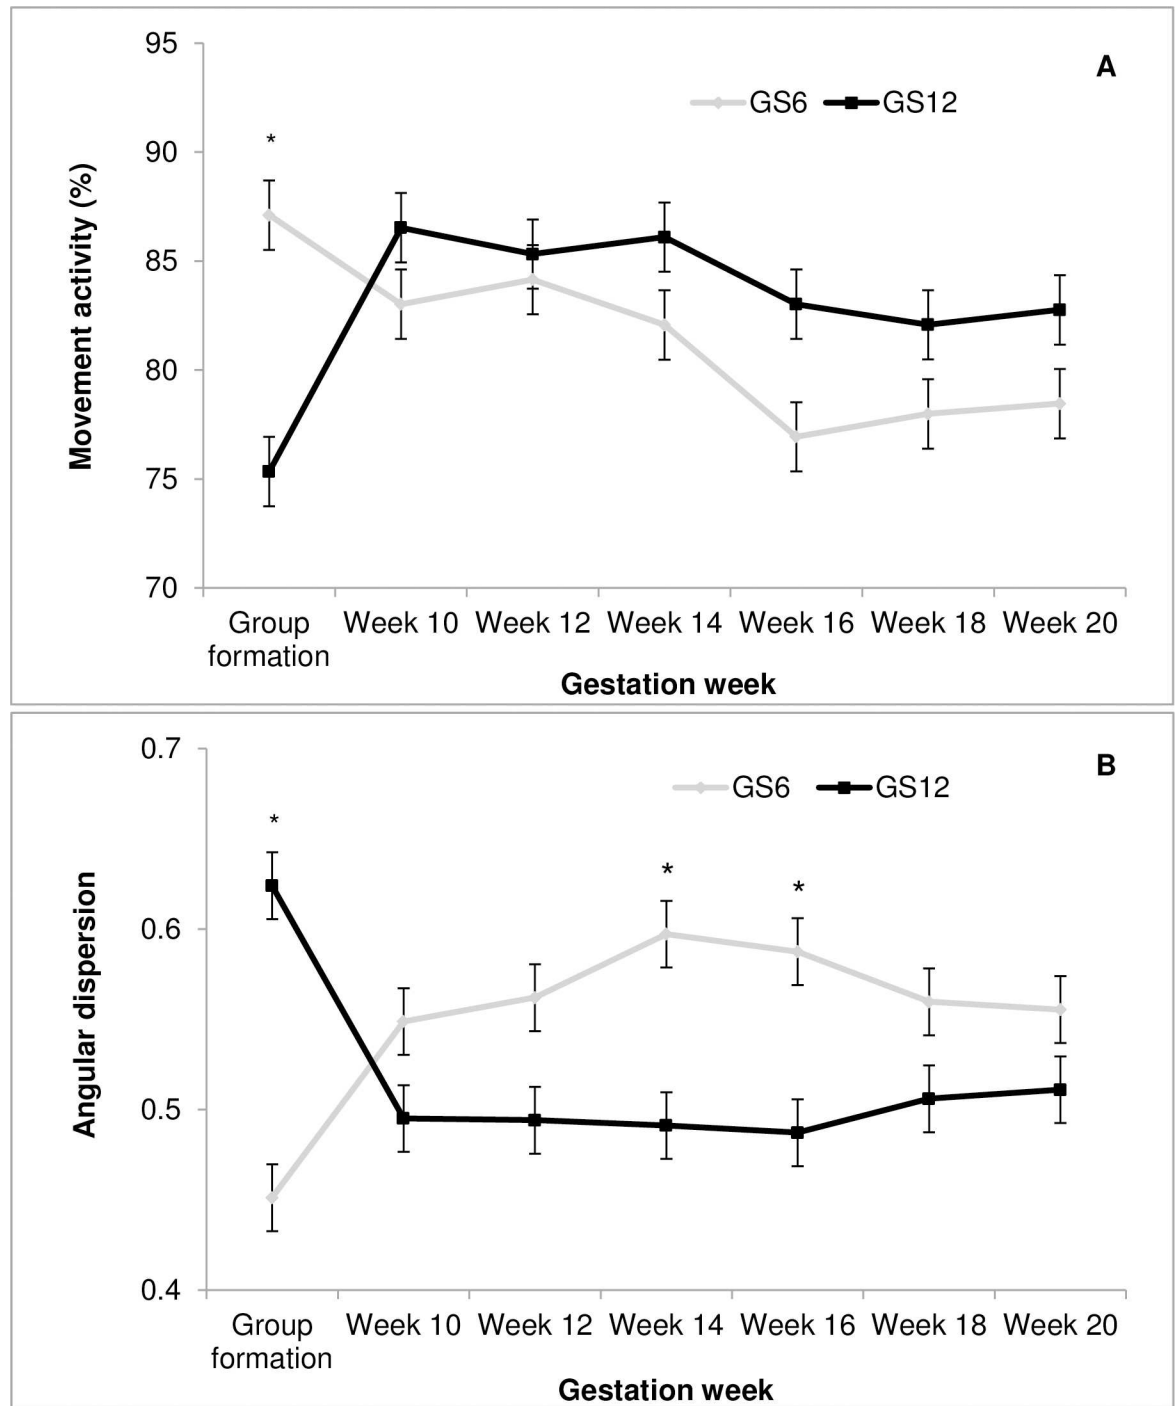 A
GS6 GS12
95
90
85
80
75
70
Movement activity (%)
*
Group formation Week 10 Week 12 Week 14 Week 16 Week 18 Week 20
Gestation week
B
GS6 GS12
0.7
0.6
0.5
0.4
Angular dispersion
*
*
*
Group formation Week 10 Week 12 Week 14 Week 16 Week 18 Week 20
Gestation week